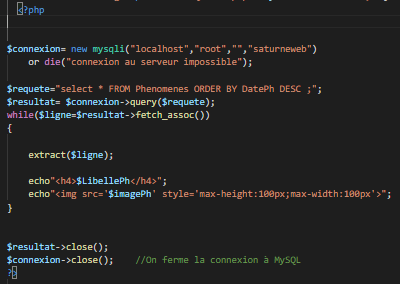 <?php
$connexion= new mysqli("localhost","root","","saturneweb")
or die("connexion au serveur impossible");
$requete="select * FROM Phenomenes ORDER BY DatePh DESC ;";
$resultat= $connexion->query($requete);
while($ligne=$resultat->fetch_assoc())
{
extract($ligne);
echo"<h4>$LibellePh</h4>";
echo"<img src='$imagePh' style='max-height:100px;max-width:100px'>";
}
$resultat->close();
$connexion->close(); //On ferme la connexion à MySQL
?>